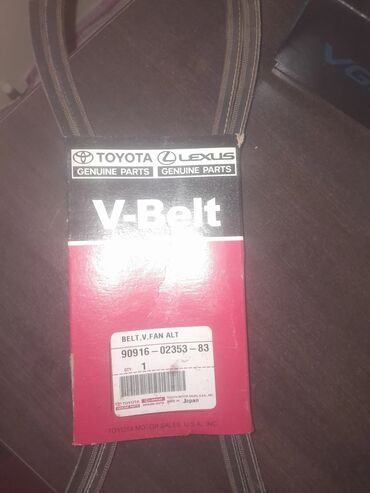 TOYOTA LEXUS
GENUINE PARTS GENUINE PARTS
V-Belt
BELT,V,FAN ALT
90916-02353-83
QTY.
1
Japan
TOYOTA MOTOR SALES, U.S.A., INC.